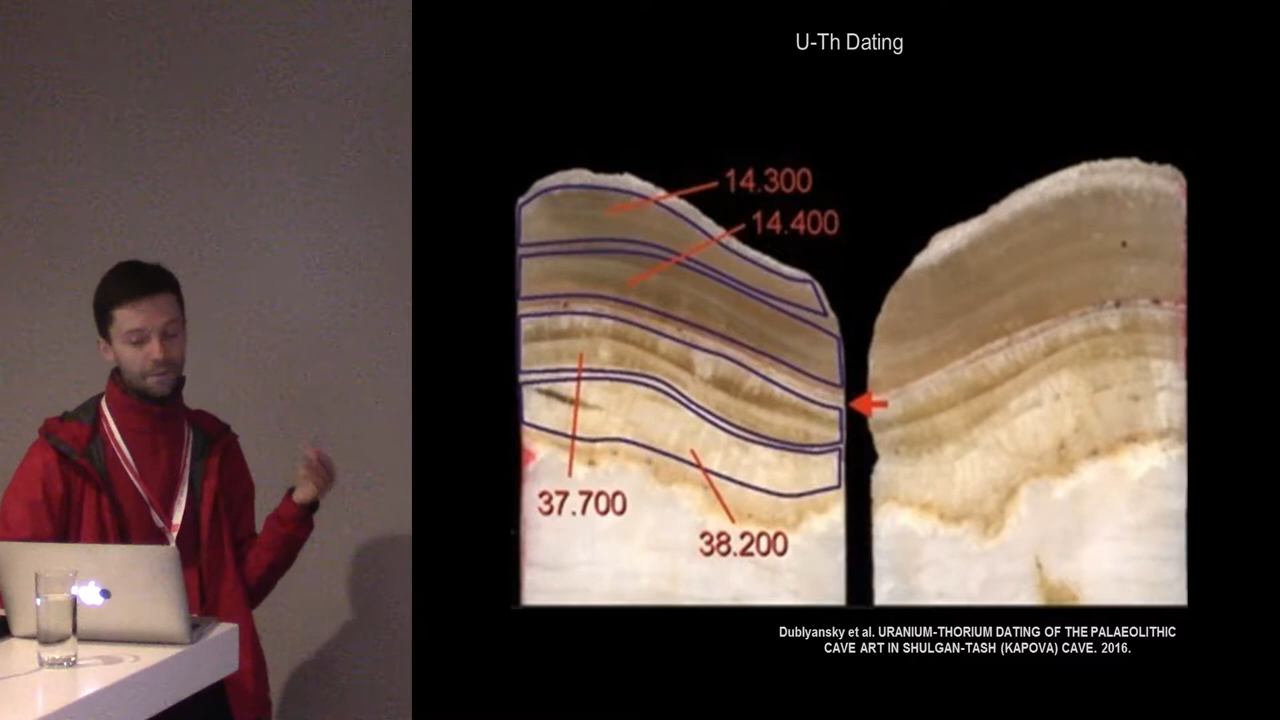 U-Th Dating
14.300
14.400
37.700
38.200
Dublyansky et al. URANIUM-THORIUM DATING OF THE PALAEOLITHIC
CAVE ART IN SHULGAN-TASH (KAPOVA) CAVE. 2016.